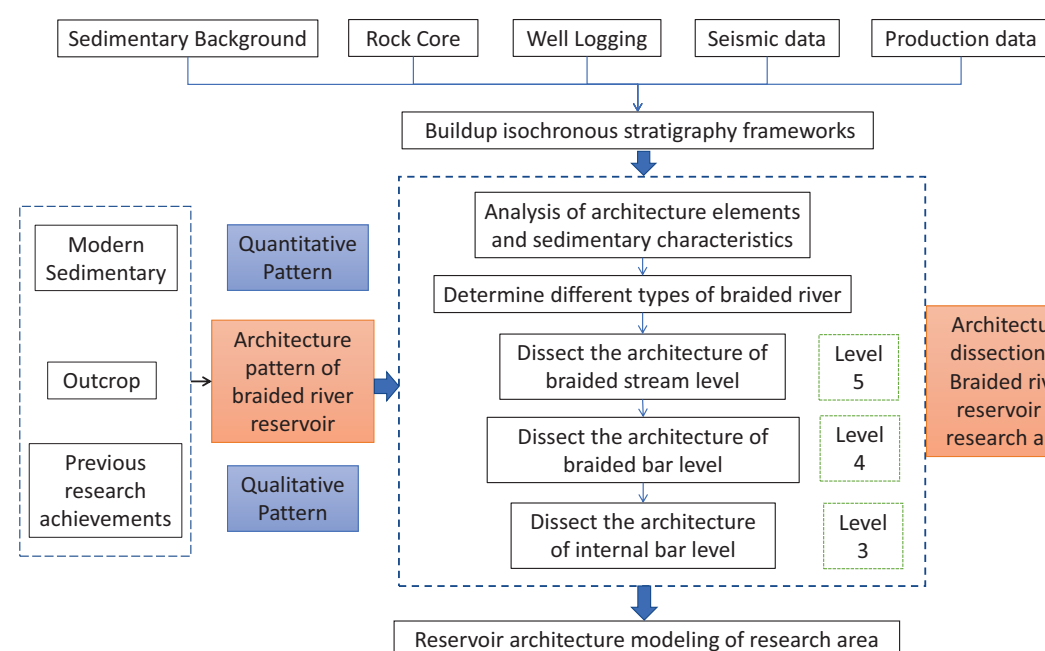 Sedimentary Background
Rock Core
Well Logging
Seismic data
Production data
Buildup isochronous stratigraphy frameworks
Modern
Sedimentary
Outcrop
Previous
research
achievements
Quantitative
Pattern
Architecture
pattern of
braided river
reservoir
Qualitative
Pattern
Analysis of architecture elements
and sedimentary characteristics
Determine different types of braided river
Dissect the architecture of
braided stream level
Level
5
Dissect the architecture of
braided bar level
Level
4
Dissect the architecture
of internal bar level
Level
3
dissection
Braided
reservoir
research
Reservoir architecture modeling of research area